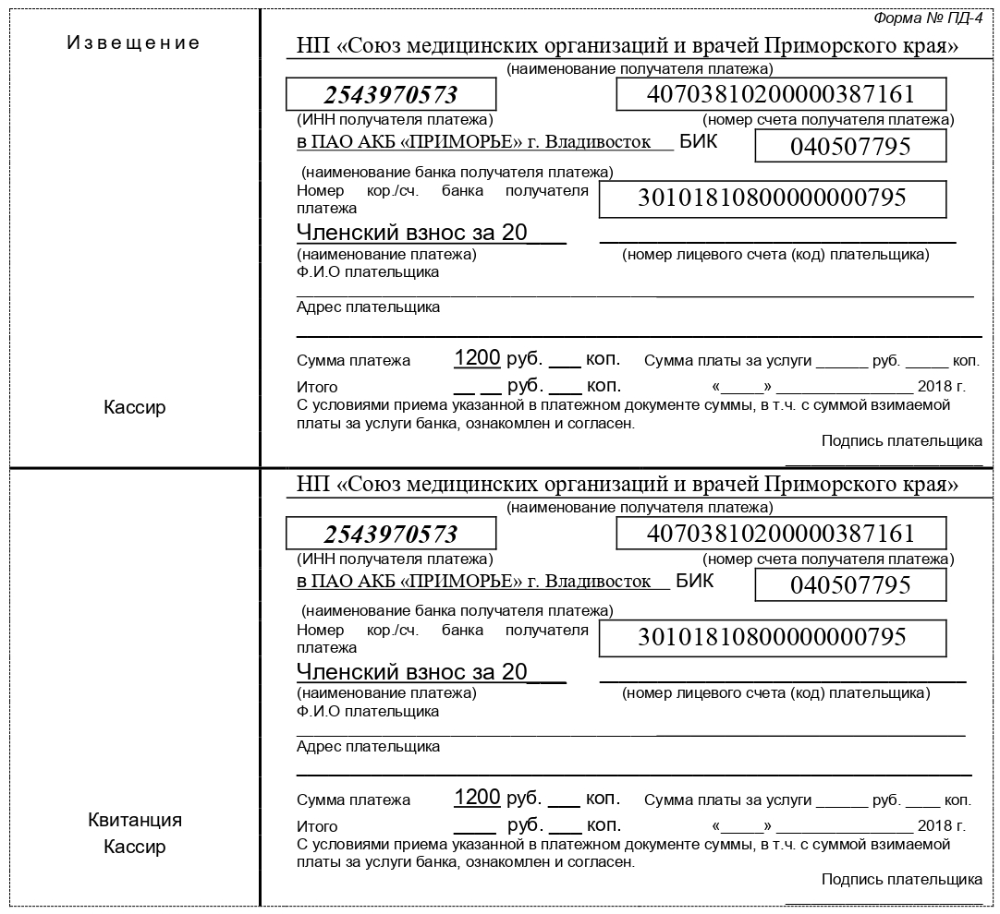 Форма № ПД-4
Извещение
НП «Союз медицинских организаций и врачей Приморского края»
(наименование получателя платежа)
2543970573 40703810200000387161
(ИНН получателя платежа) (номер счета получателя платежа)
в ПАО АКБ «ПРИМОРЬЕ» г. Владивосток___ БИК 040507795
(наименование банка получателя платежа)
Номер кор./сч. банка получателя 30101810800000000795
платежа
Членский взнос за 20___ ____________________________
(наименование платежа) (номер лицевого счета (код) плательщика)
Ф.И.О плательщика
Адрес плательщика
Сумма платежа 1200 руб. ___ коп. Сумма платы за услуги ______ руб. _____ коп.
Итого __ __ руб. ___ коп. «_____» ________________ 2018 г.
Кассир
С условиями приема указанной в платежном документе суммы, в т.ч. с суммой взимаемой
платы за услуги банка, ознакомлен и согласен.
Подпись плательщика
НП «Союз медицинских организаций и врачей Приморского края»
(наименование получателя платежа)
2543970573 40703810200000387161
(ИНН получателя платежа) (номер счета получателя платежа)
в ПАО АКБ «ПРИМОРЬЕ» г. Владивосток___ БИК 040507795
(наименование банка получателя платежа)
Номер кор./сч. банка получателя 30101810800000000795
платежа
Членский взнос за 20___ ____________________________
(наименование платежа) (номер лицевого счета (код) плательщика)
Ф.И.О плательщика
Адрес плательщика
Сумма платежа 1200 руб. ___ коп. Сумма платы за услуги ______ руб. ____ коп.
Квитанция
Итого ____ руб. ___ коп. «_____» ________________ 2018 г.
Кассир
С условиями приема указанной в платежном документе суммы, в т.ч. с суммой взимаемой
платы за услуги банка, ознакомлен и согласен.
Подпись плательщика